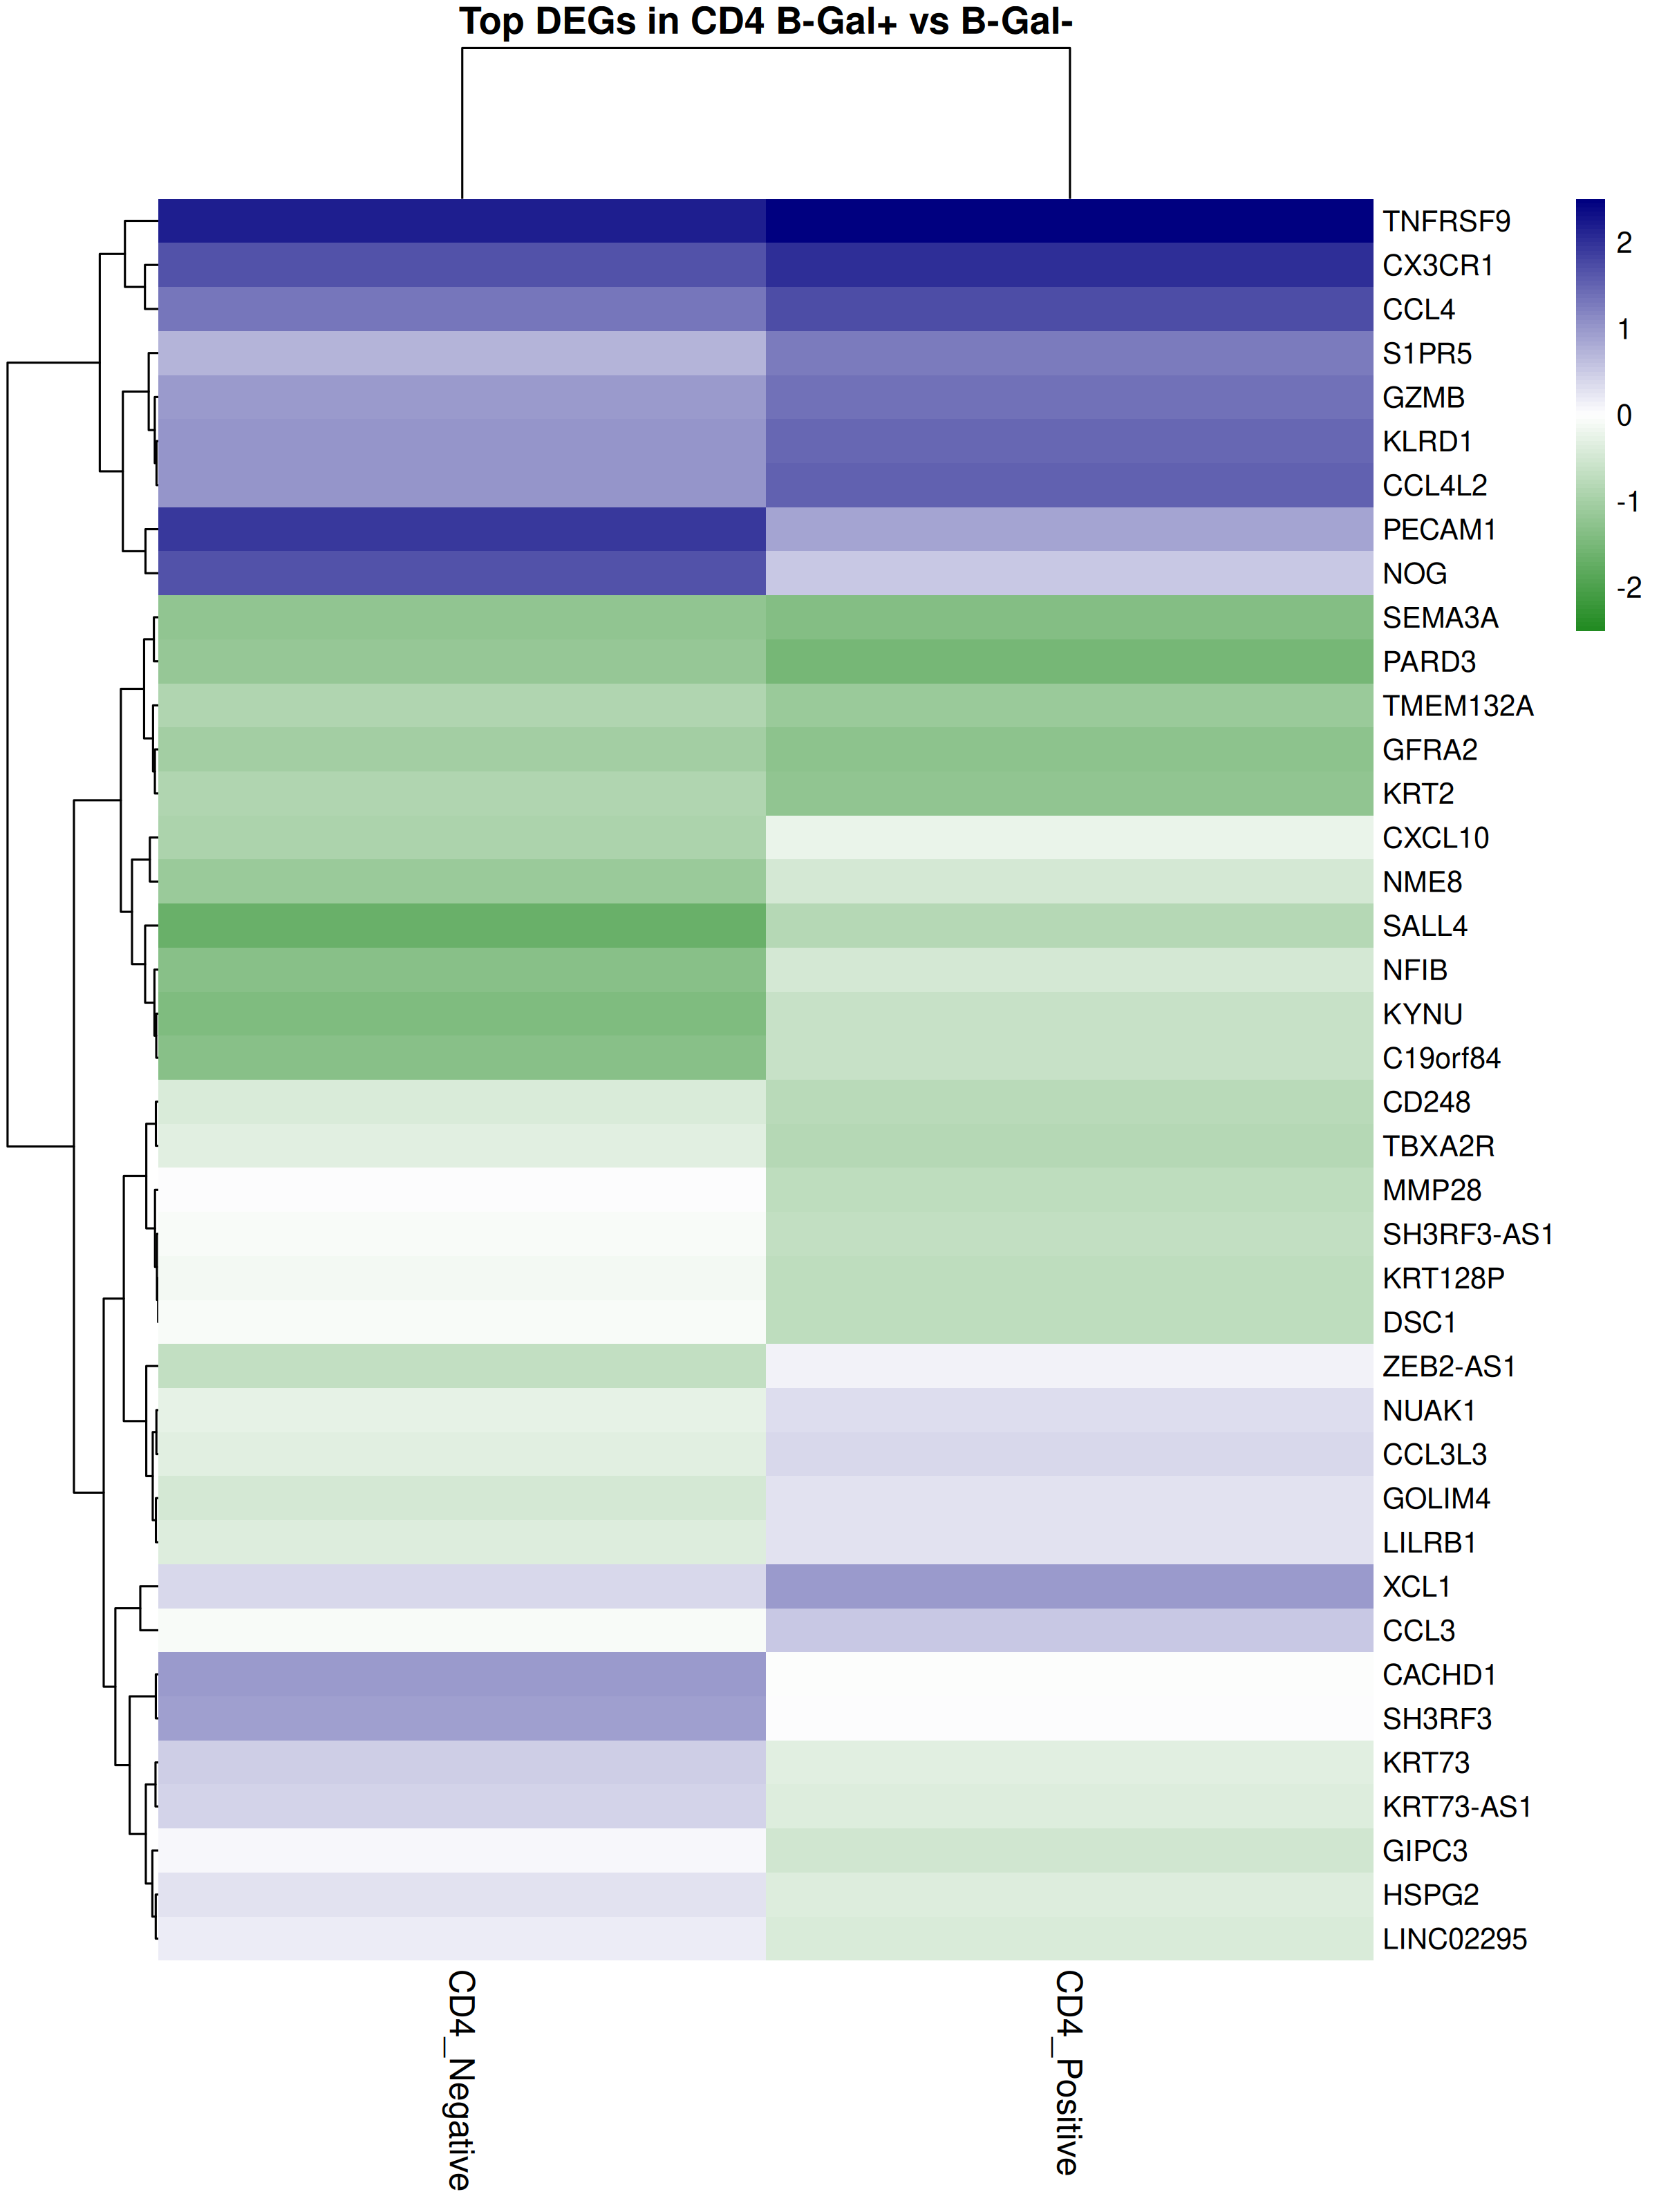 Top DEGs in CD4 B-Gal+ vs B-Gal-
TNFRSF9
CX3CR1
CCL4
S1PR5
GZMB
KLRD1
CCL4L2
PECAM1
NOG
SEMA3A
PARD3
TMEM132A
GFRA2
KRT2
CXCL10
NME8
SALL4
NFIB
KYNU
C19orf84
CD248
TBXA2R
MMP28
SH3RF3-AS1
KRT128P
DSC1
ZEB2-AS1
NUAK1
CCL3L3
GOLIM4
LILRB1
XCL1
CCL3
CACHD1
SH3RF3
KRT73
KRT73-AS1
GIPC3
HSPG2
LINC02295
2
1
0
-1
-2
CD4_Negative
CD4_Positive